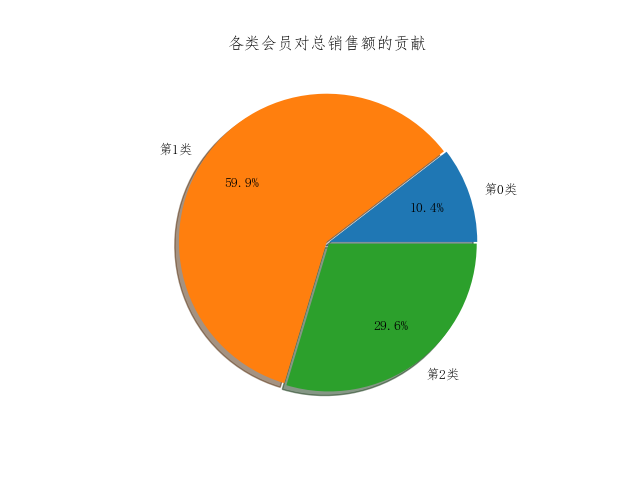 各类会员对总销售额的贡献
第1类
59.9%
第0类
10.4%
29.6%
第2类